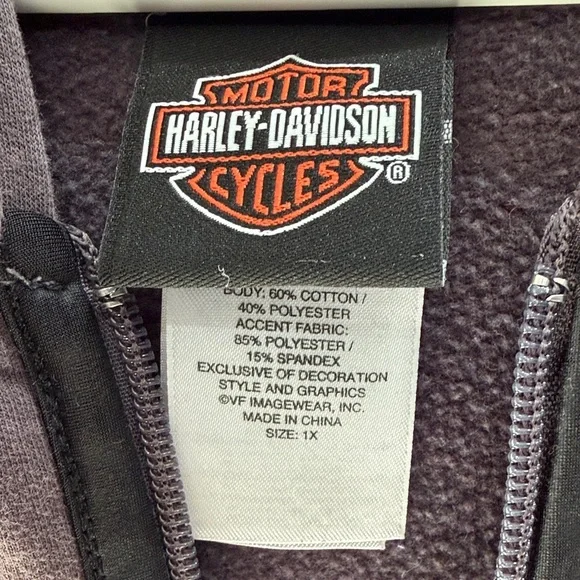 MOTOR
HARLEY-DAVIDSON
CYCLES
®
BODY: 60% COTTON /
40% POLYESTER
ACCENT FABRIC:
85% POLYESTER /
15% SPANDEX
EXCLUSIVE OF DECORATION
STYLE AND GRAPHICS
©VF IMAGEWEAR, INC.
MADE IN CHINA
SIZE: 1X